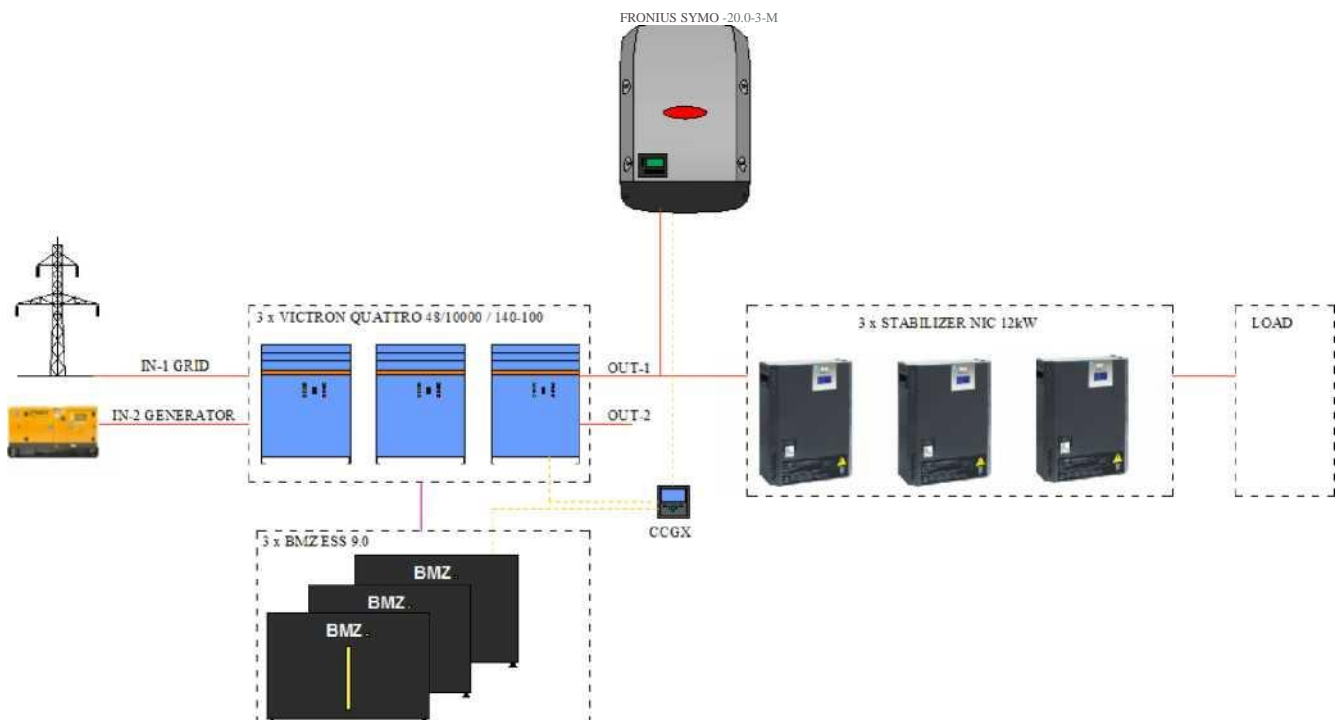 FRONIUS SYMO -20.0-3-M
3 x VICTRON QUATTRO 48/10000 / 140-100
3 x STABILIZER NIC 12kW
LOAD
IN-1 GRID
OUT-1
IN-2 GENERATOR
OUT-2
CCGX
3 x BMZ ESS 9.0
BMZ
BMZ
BMZ